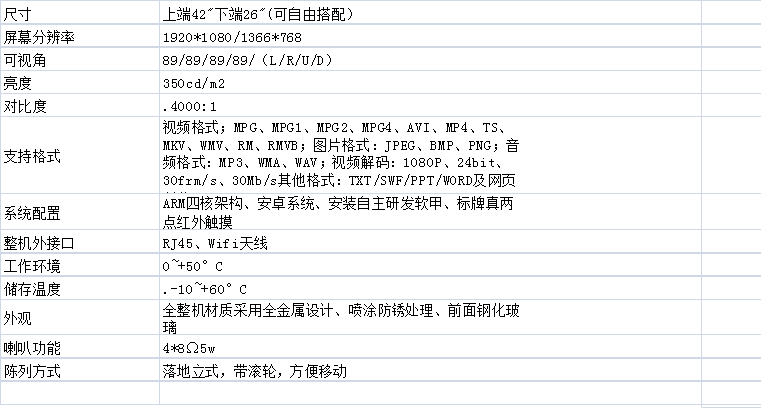 尺寸 上端42″下端26″(可自由搭配)
屏幕分辨率 1920*1080/1366*768
可视角 89/89/89/89/（L/R/U/D）
亮度 350cd/m2
对比度 .4000:1
支持格式 视频格式；MPG、MPG1、MPG2、MPG4、AVI、MP4、TS、
MKV、WMV、RM、RMVB；图片格式：JPEG、BMP、PNG；音
频格式：MP3、WMA、WAV；视频解码：1080P、24bit、
30frm/s、30Mb/s其他格式：TXT/SWF/PPT/WORD及网页
系统配置 ARM四核架构、安卓系统、安装自主研发软甲、标牌真两
点红外触摸
整机外接口 RJ45、Wifi天线
工作环境 0~+50°C
储存温度 .-10~+60°C
外观 全整机材质采用全金属设计、喷涂防锈处理、前面钢化玻
璃
喇叭功能 4*8Ω5w
陈列方式 落地立式，带滚轮，方便移动